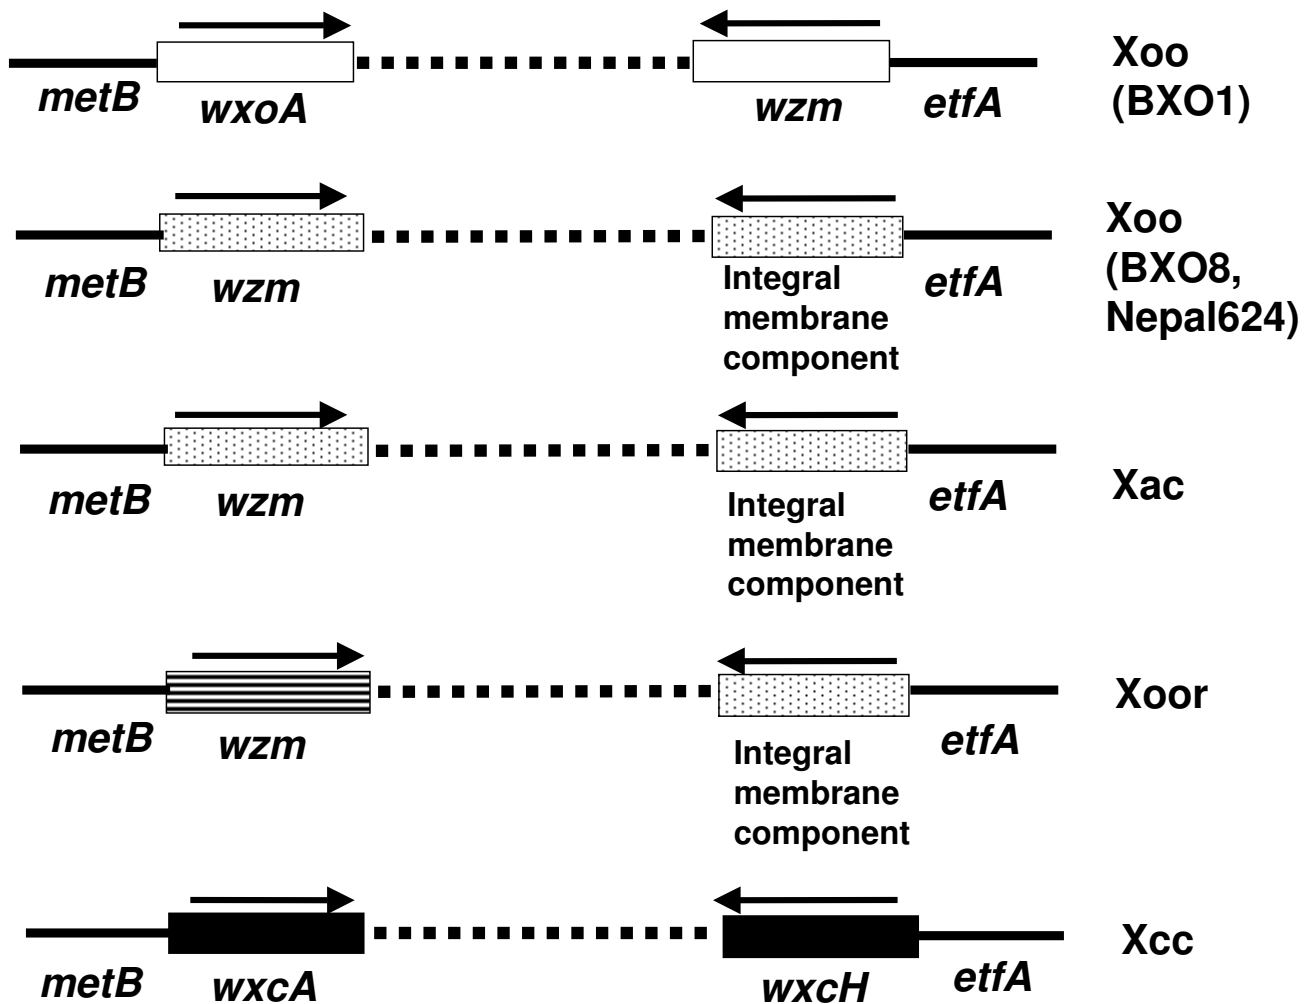 metB wxoA wzm etfA Xoo
(BXO1)
metB wzm Integral
membrane
component etfA Xoo
(BXO8,
Nepal624)
metB wzm Integral
membrane
component etfA Xac
metB wzm Integral
membrane
component etfA Xoor
metB wxcA wxcH etfA Xcc